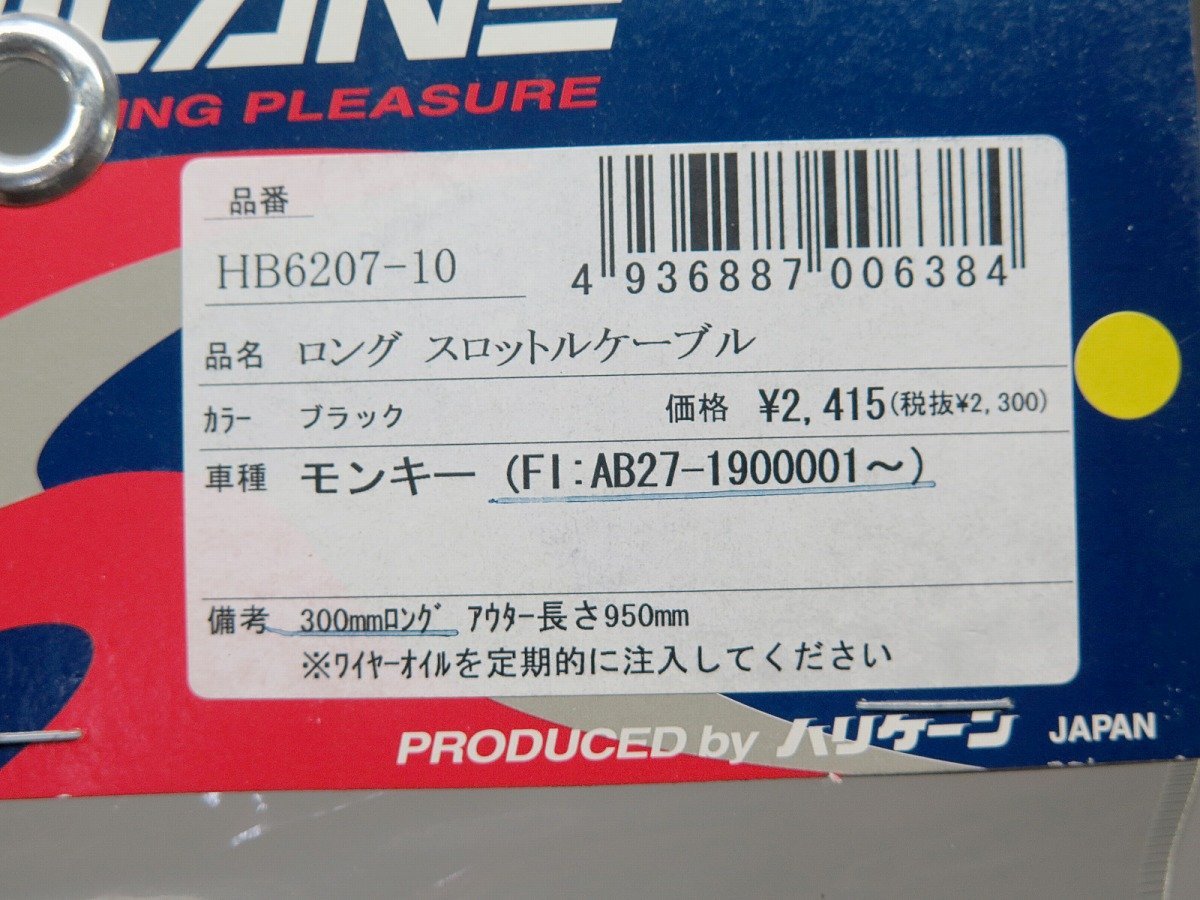 PLEASURE
品番
HB6207-10
4 936887 006384
品名 ロング スロットルケーブル
ｶﾗｰ ブラック 価格 ¥2,415(税抜¥2,300)
車種 モンキー (FI:AB27-1900001～)
備考 300mmﾛﾝｸﾞ ｱｳﾀｰ長さ950mm
※ﾜｲﾔｰｵｲﾙを定期的に注入してください
PRODUCED by ハリケーン JAPAN